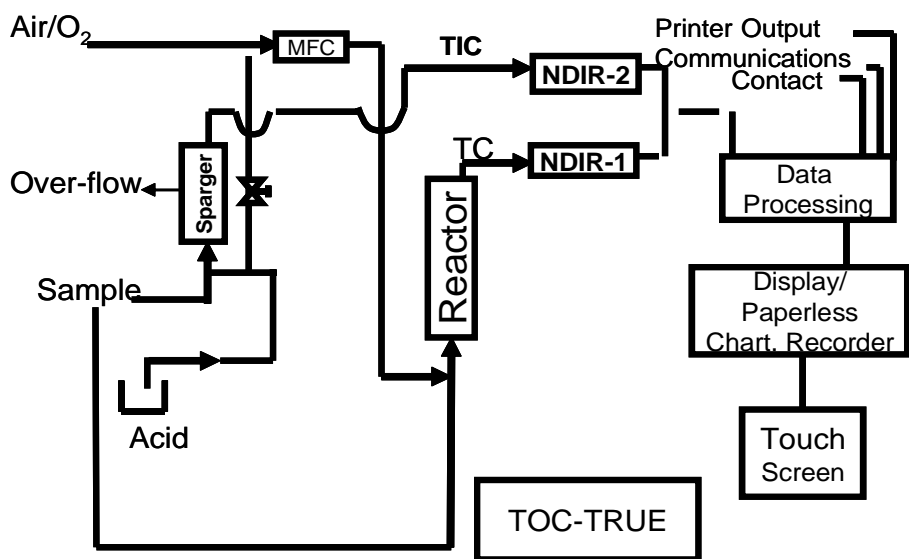 Air/O₂
MFC
TIC
NDIR-2
Printer Output
Communications
Contact
TC
NDIR-1
Sparger
Over-flow
Data
Processing
Reactor
Sample
Display/
Paperless
Chart. Recorder
Acid
Touch
Screen
TOC-TRUE